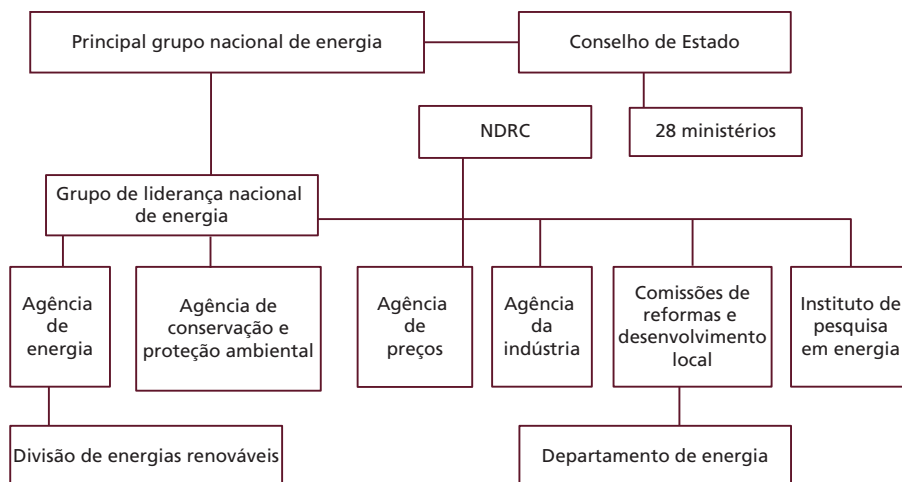 Principal grupo nacional de energia
Conselho de Estado
NDRC
28 ministérios
Grupo de liderança nacional
de energia
Agência
de
energia
Agência de
conservação e
proteção ambiental
Agência
de
preços
Agência
da
indústria
Comissões de
reformas e
desenvolvimento
local
Instituto de
pesquisa
em energia
Divisão de energias renováveis
Departamento de energia